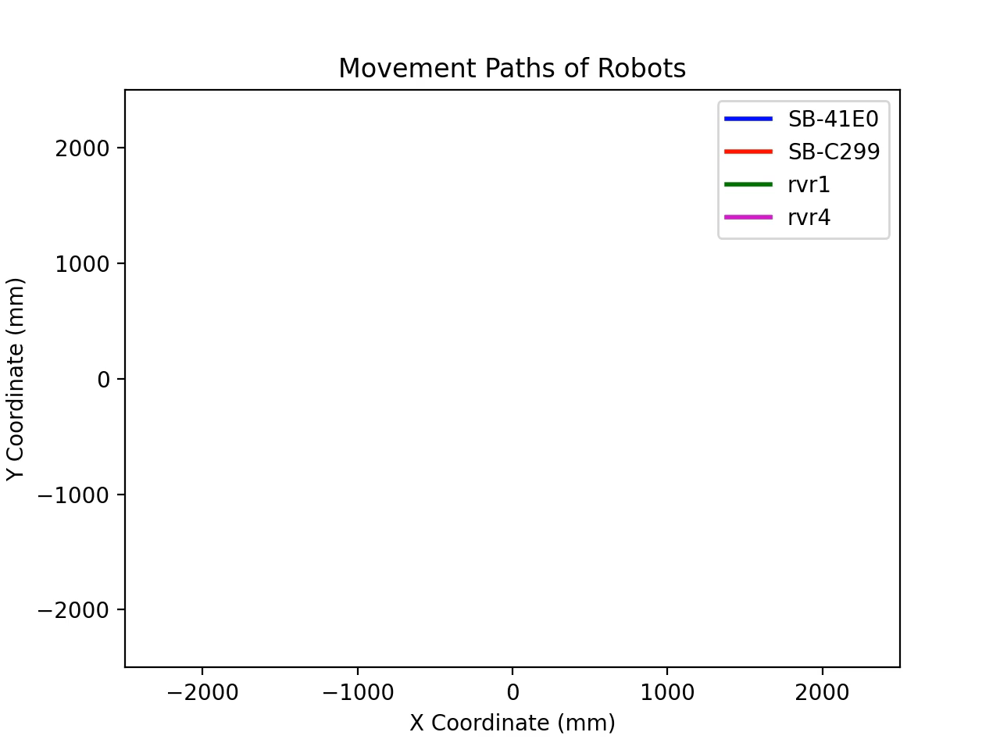 Movement Paths of Robots
SB-41E0
SB-C299
rvr1
rvr4
2000
1000
0
−1000
−2000
Y Coordinate (mm)
−2000
−1000
0
1000
2000
X Coordinate (mm)